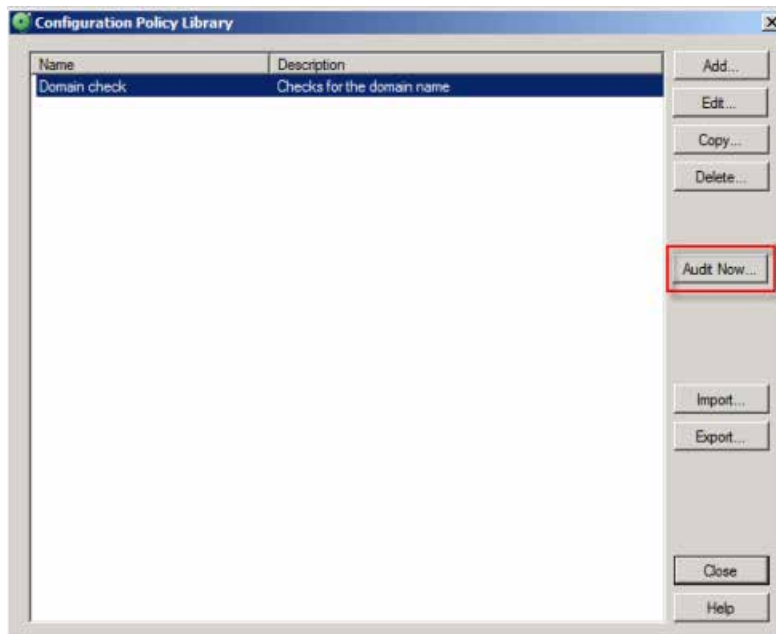 Configuration Policy Library
Name Description
Domain check Checks for the domain name
Add...
Edit...
Copy...
Delete...
Audit Now...
Import...
Export...
Close
Help